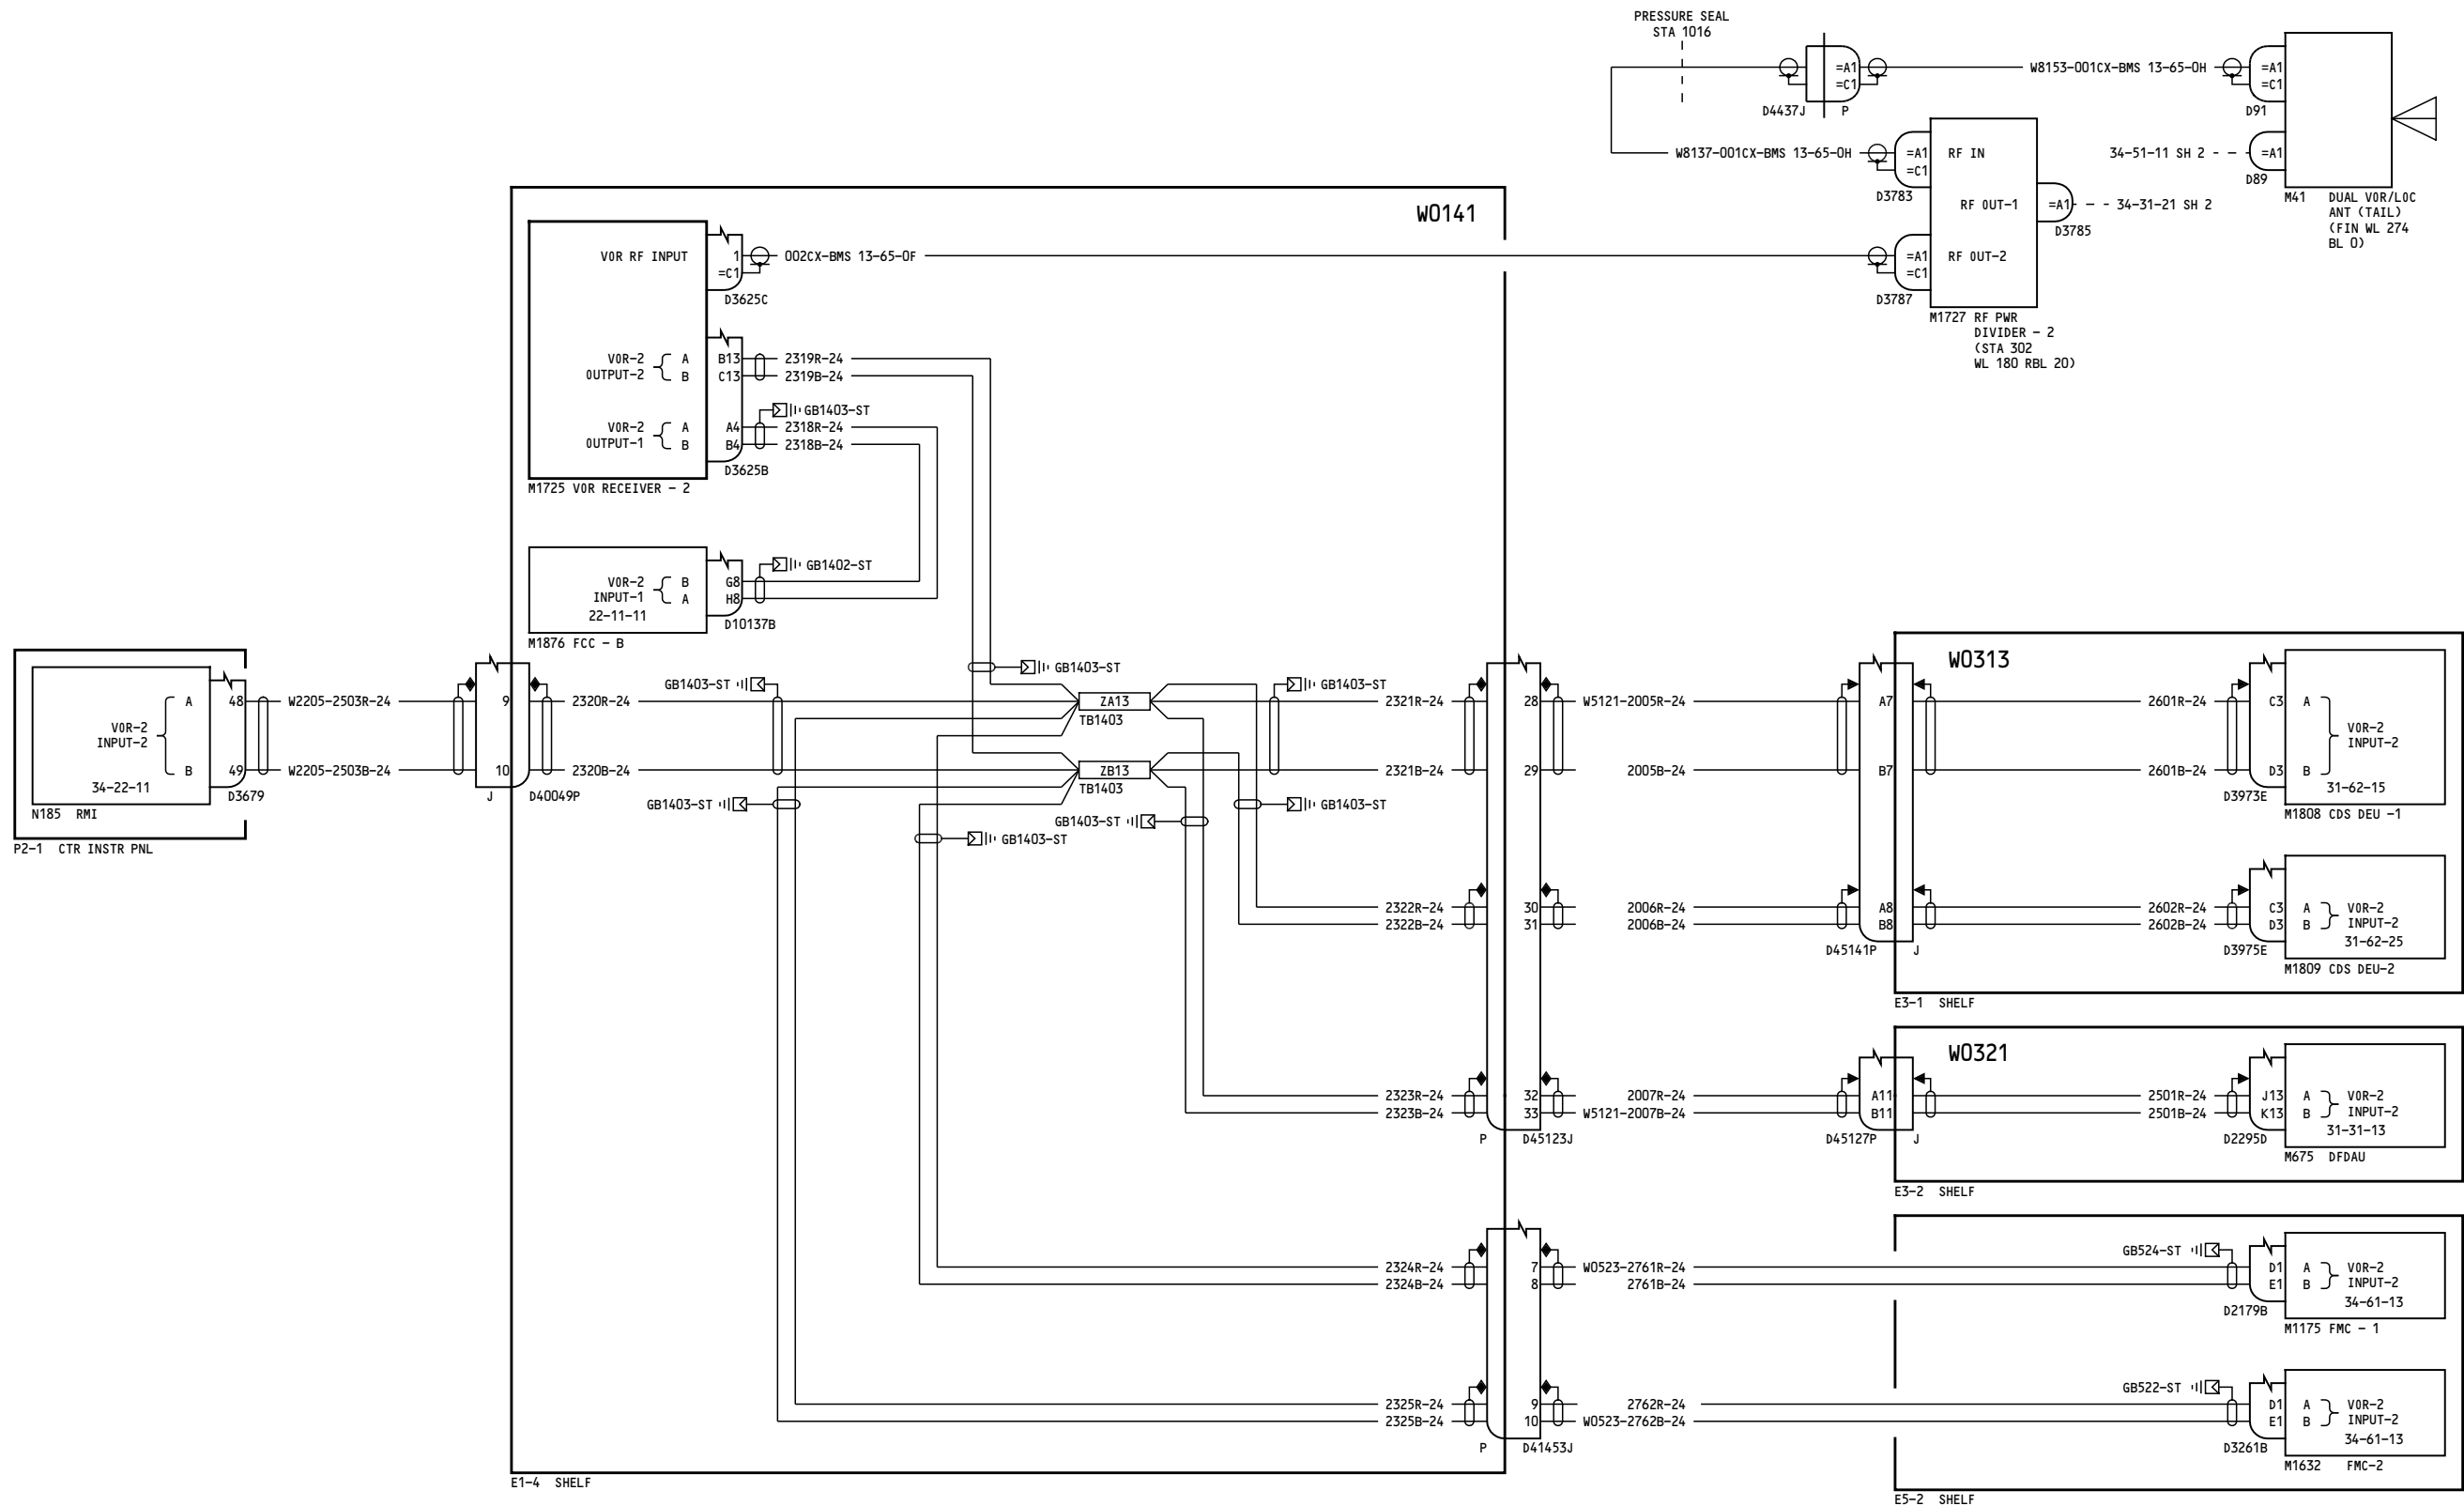 PRESSURE SEAL
STA 1016
=A1
=C1
D4437J
P
W8153-001CX-BMS 13-65-0H
=A1
=C1
D91
34-51-11 SH 2
=A1
D89
M41
DUAL VOR/LOC
ANT (TAIL)
(FIN WL 274
BL 0)
W8137-001CX-BMS 13-65-0H
=A1
=C1
D3783
RF IN
RF OUT-1
=A1
34-31-21 SH 2
D3785
RF OUT-2
=A1
=C1
D3787
M1727 RF PWR
DIVIDER - 2
(STA 302
WL 180 RBL 20)
W0141
VOR RF INPUT
1
=C1
002CX-BMS 13-65-0F
D3625C
VOR-2
OUTPUT-2
A
B
B13
C13
2319R-24
2319B-24
GB1403-ST
VOR-2
OUTPUT-1
A
B
A4
B4
2318R-24
2318B-24
D3625B
M1725 VOR RECEIVER - 2
GB1402-ST
VOR-2
INPUT-1
B
A
G8
H8
22-11-11
D10137B
M1876 FCC - B
A
B
VOR-2
INPUT-2
48
49
34-22-11
D3679
N185 RMI
P2-1 CTR INSTR PNL
W2205-2503R-24
W2205-2503B-24
9
10
J
D40049P
2320R-24
2320B-24
GB1403-ST
GB1403-ST
GB1403-ST
ZA13
TB1403
ZB13
TB1403
GB1403-ST
GB1403-ST
GB1403-ST
GB1403-ST
2321R-24
2321B-24
2322R-24
2322B-24
2323R-24
2323B-24
28
29
30
31
32
33
P
D45123J
W5121-2005R-24
2005B-24
2006R-24
2006B-24
2007R-24
W5121-2007B-24
A7
B7
A8
B8
D45141P
J
W0313
2601R-24
2601B-24
C3
D3
D3973E
A
B
VOR-2
INPUT-2
31-62-15
M1808 CDS DEU -1
2602R-24
2602B-24
C3
D3
D3975E
A
B
VOR-2
INPUT-2
31-62-25
M1809 CDS DEU-2
E3-1 SHELF
W0321
A11
B11
D45127P
J
2501R-24
2501B-24
J13
K13
D2295D
A
B
VOR-2
INPUT-2
31-31-13
M675 DFDAU
E3-2 SHELF
2324R-24
2324B-24
2325R-24
2325B-24
7
8
9
10
P
D41453J
W0523-2761R-24
2761B-24
2762R-24
W0523-2762B-24
GB524-ST
D1
E1
D2179B
A
B
VOR-2
INPUT-2
34-61-13
M1175 FMC - 1
GB522-ST
D1
E1
D3261B
A
B
VOR-2
INPUT-2
34-61-13
M1632 FMC-2
E1-4 SHELF
E5-2 SHELF